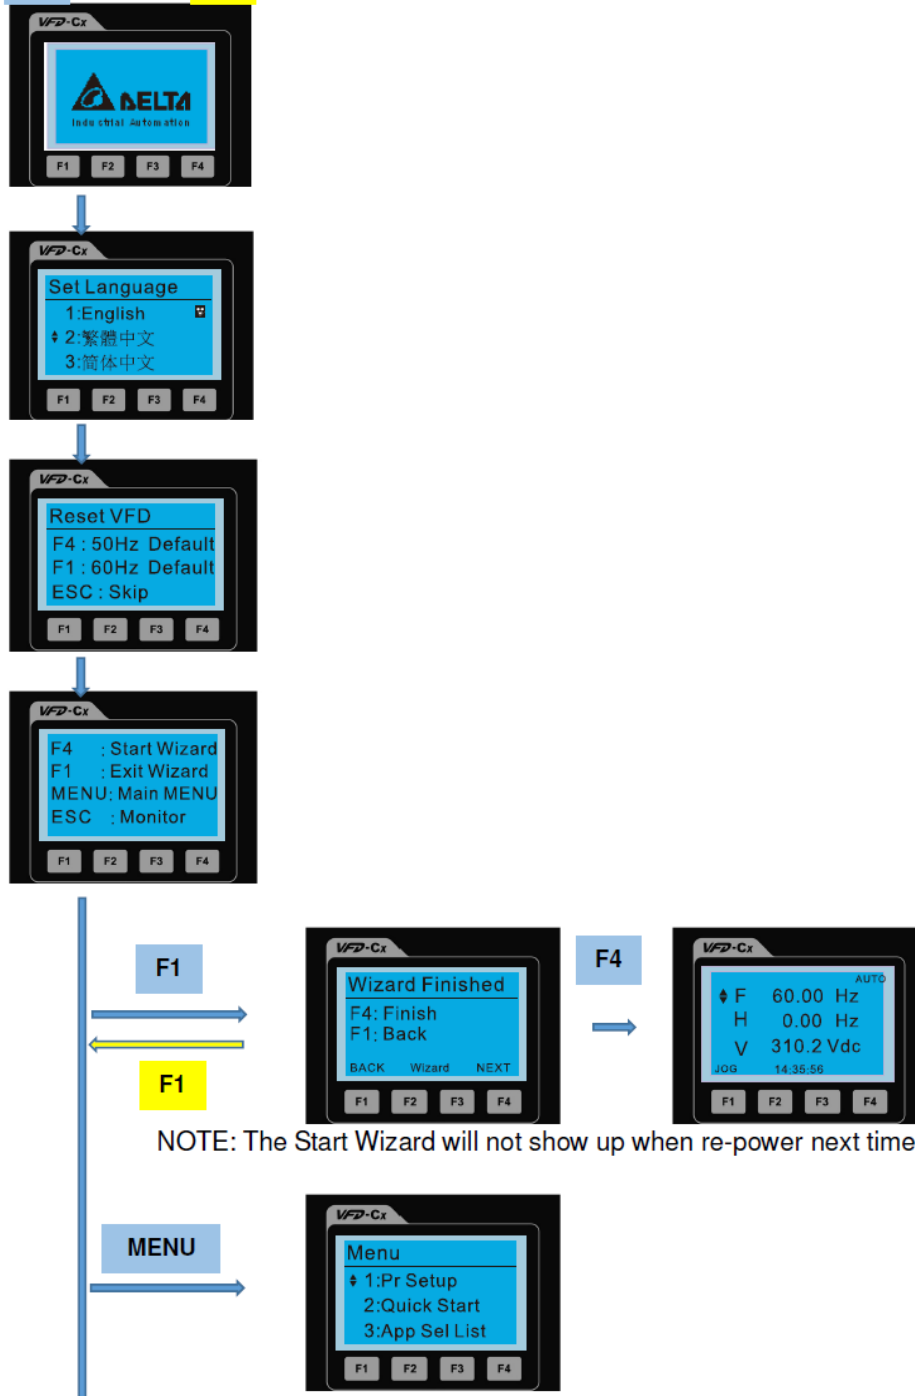 VFD-Cx
DELTA
Industrial Automation
F1 F2 F3 F4
VFD-Cx
Set Language
1:English
2:繁體中文
3:简体中文
F1 F2 F3 F4
VFD-Cx
Reset VFD
F4 : 50Hz Default
F1 : 60Hz Default
ESC : Skip
F1 F2 F3 F4
VFD-Cx
F4 : Start Wizard
F1 : Exit Wizard
MENU: Main MENU
ESC : Monitor
F1 F2 F3 F4
F1
F1
VFD-Cx
Wizard Finished
F4: Finish
F1: Back
BACK Wizard NEXT
F1 F2 F3 F4
F4
VFD-Cx
AUTO
F 60.00 Hz
H 0.00 Hz
V 310.2 Vdc
JOG 14:35:56
F1 F2 F3 F4
NOTE: The Start Wizard will not show up when re-power next time
MENU
VFD-Cx
Menu
1:Pr Setup
2:Quick Start
3:App Sel List
F1 F2 F3 F4